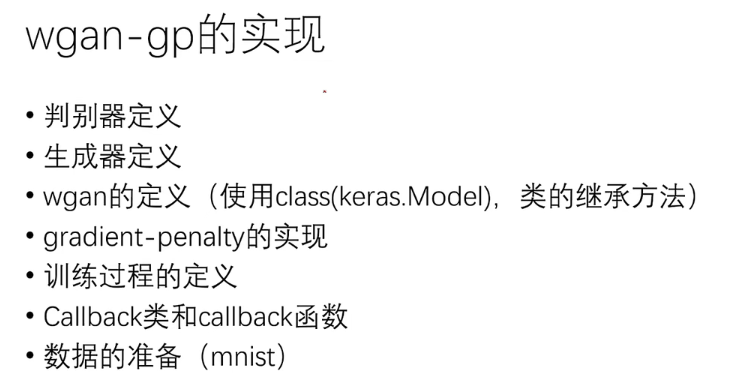 wgan-gp的实现
• 判别器定义
• 生成器定义
• wgan的定义（使用class(keras.Model)，类的继承方法）
• gradient-penalty的实现
• 训练过程的定义
• Callback类和callback函数
• 数据的准备（mnist）